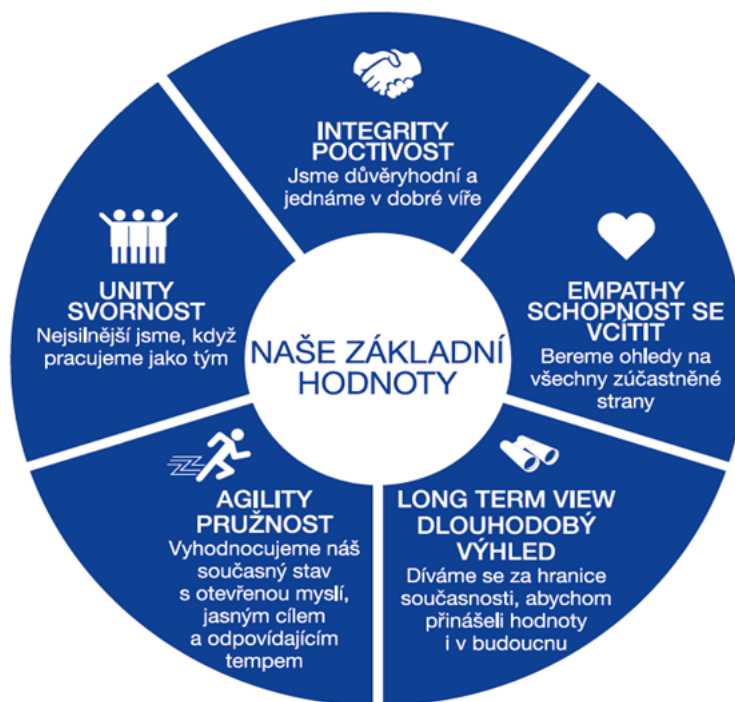 INTEGRITY
POCTIVOST
Jsme důvěryhodní a
jednáme v dobré víře
EMPATHY
SCHOPNOST SE
VCÍTIT
Bereme ohledy na
všechny zúčastněné
strany
LONG TERM VIEW
DLOUHODOBÝ
VÝHLED
Díváme se za hranice
současnosti, abychom
přinášeli hodnoty
i v budoucnu
AGILITY
PRUŽNOST
Vyhodnocujeme náš
současný stav
s otevřenou myslí,
jasným cílem
a odpovídajícím
tempem
UNITY
SVORNOST
Nejsilnější jsme, když
pracujeme jako tým
NAŠE ZÁKLADNÍ
HODNOTY